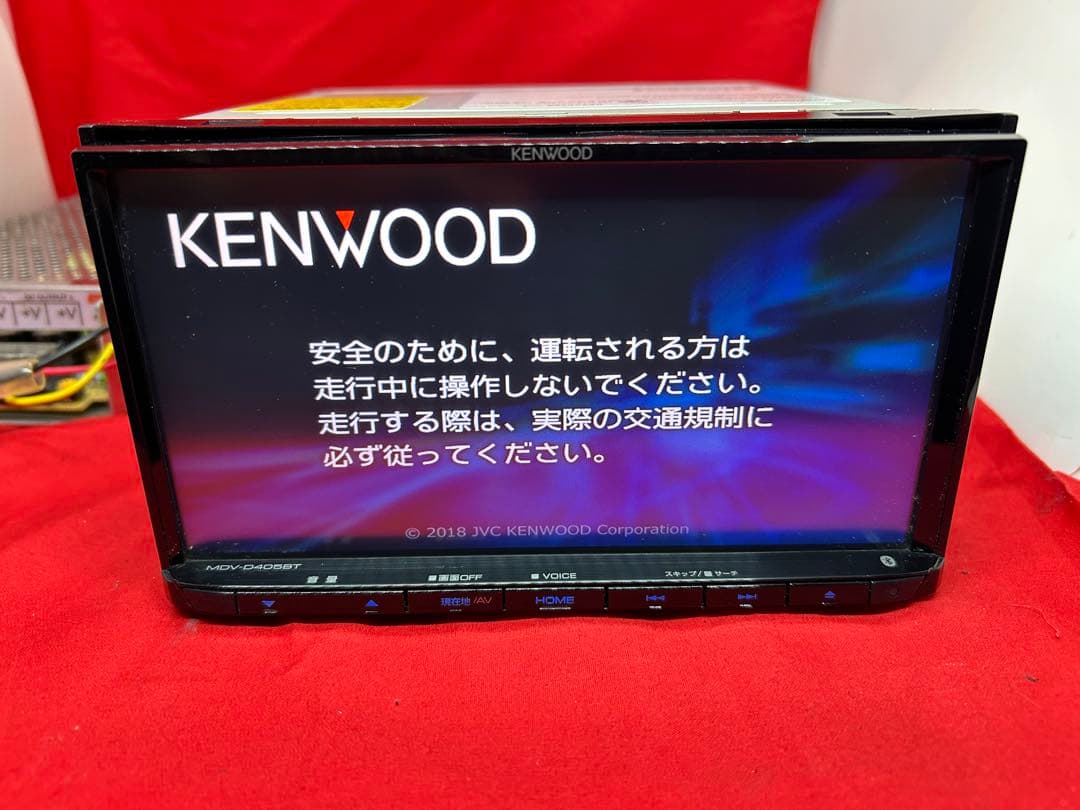 KENWOOD
KENWOOD
安全のために、運転される方は
走行中に操作しないでください。
走行する際は、実際の交通規制に
必ず従ってください。
© 2018 JVC KENWOOD Corporation
MDV-D405BT
音量
■画面OFF
■ VOICE
スキップ/■サーチ
現在地/AV
HOME